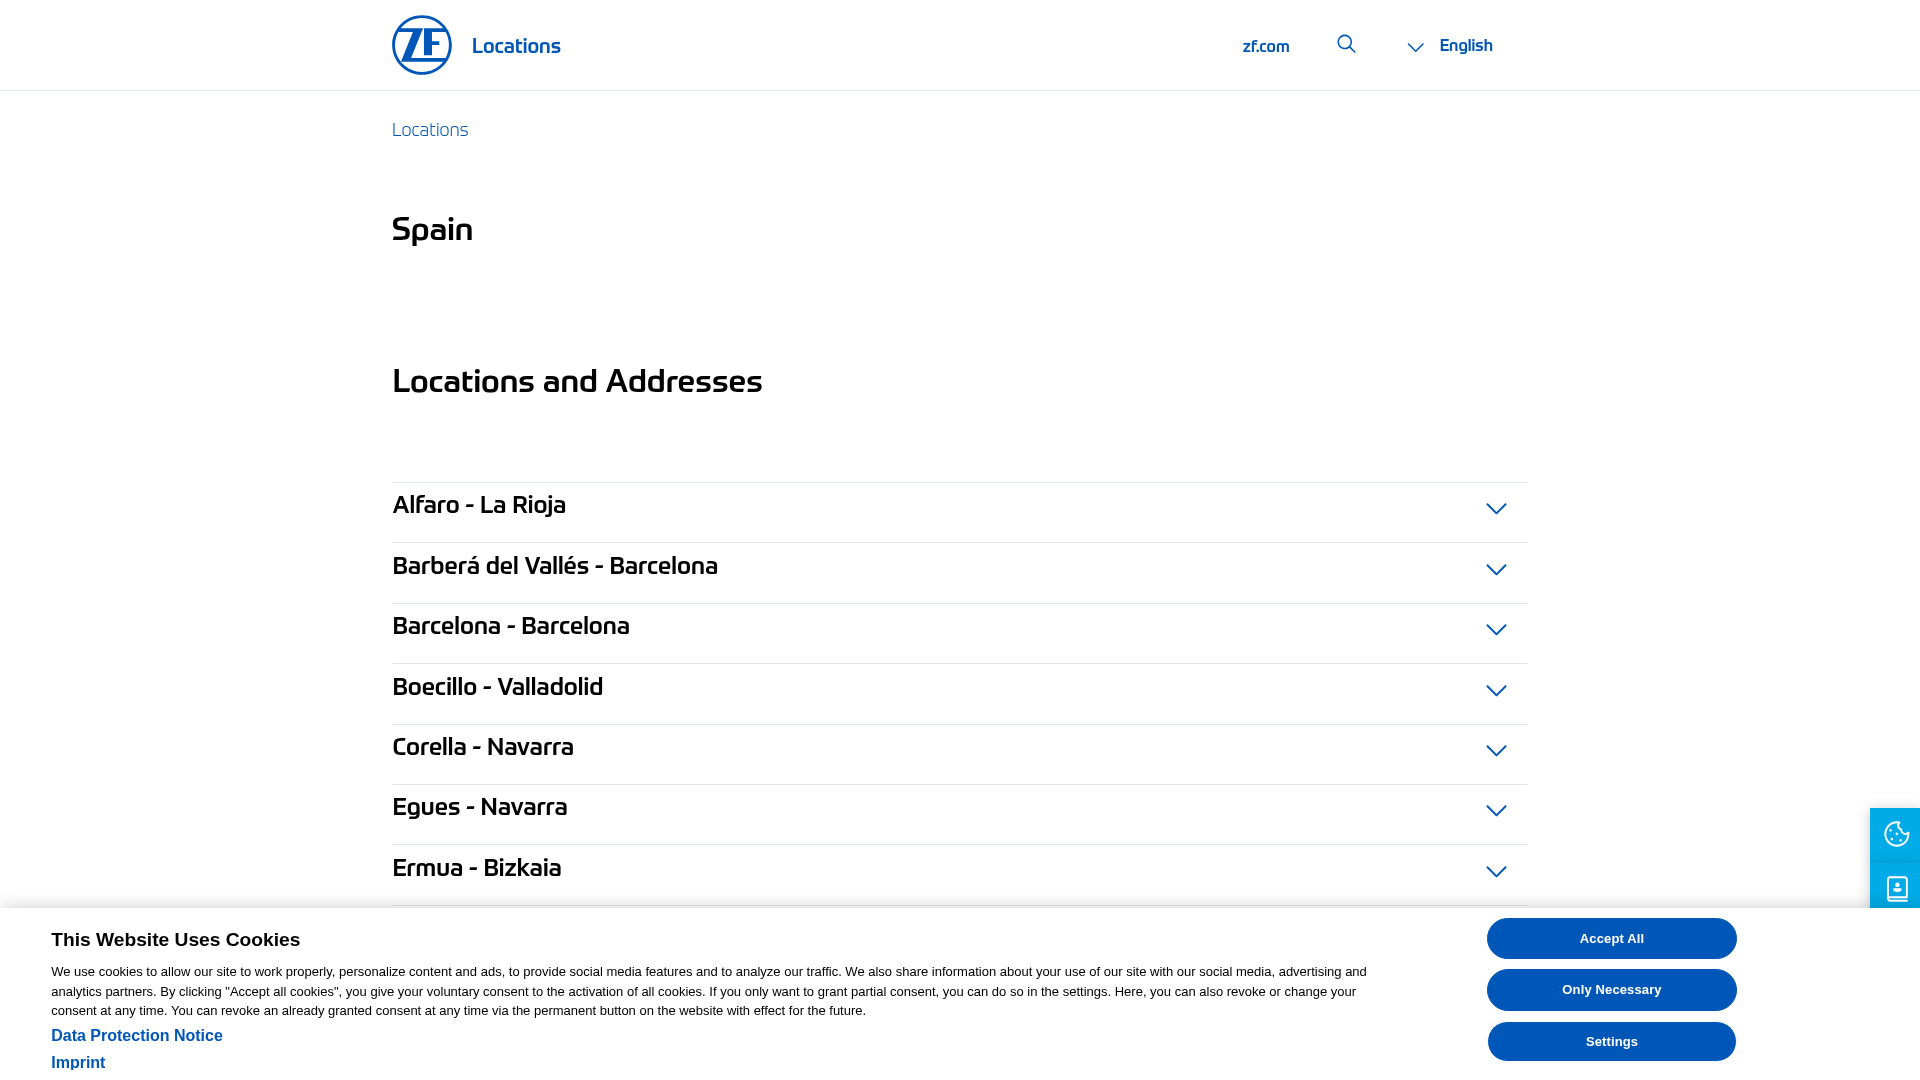 ZF
Locations
zf.com
English
Locations
Spain
Locations and Addresses
Alfaro - La Rioja
Barberá del Vallés - Barcelona
Barcelona - Barcelona
Boecillo - Valladolid
Corella - Navarra
Egues - Navarra
Ermua - Bizkaia
This Website Uses Cookies
We use cookies to allow our site to work properly, personalize content and ads, to provide social media features and to analyze our traffic. We also share information about your use of our site with our social media, advertising and
analytics partners. By clicking "Accept all cookies", you give your voluntary consent to the activation of all cookies. If you only want to grant partial consent, you can do so in the settings. Here, you can also revoke or change your
consent at any time. You can revoke an already granted consent at any time via the permanent button on the website with effect for the future.
Data Protection Notice
Imprint
Accept All
Only Necessary
Settings